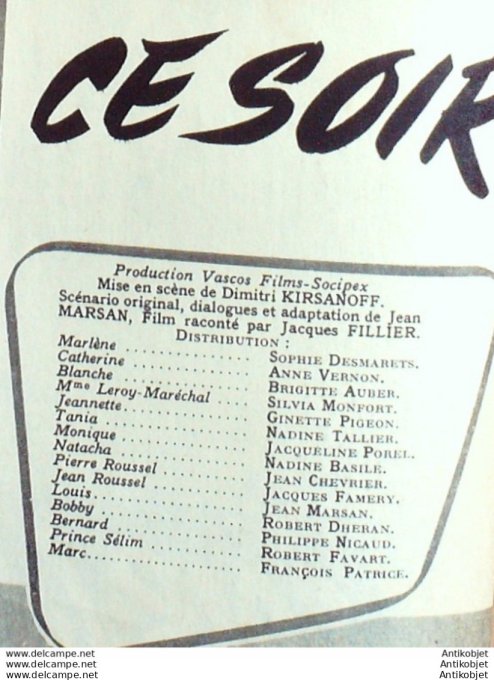 CE SOIR
Production Vascos Films-Socipex
Mise en scène de Dimitri KIRSANOFF.
Scénario original, dialogues et adaptation de Jean
MARSAN, Film raconté par Jacques FILLIER.
DISTRIBUTION :
Marlène .............. SOPHIE DESMARETS.
Catherine .............. ANNE VERNON.
Blanche .............. BRIGITTE AUBER.
Mme Leroy-Maréchal .... SILVIA MONFORT.
Jeannette.............. GINETTE PIGEON.
Tania .............. NADINE TALLIER.
Monique .............. JACQUELINE POREL.
Natacha .............. NADINE BASILE.
Pierre Roussel .......... JEAN CHEVRIER.
Jean Roussel .......... JACQUES FAMERY.
Louis.............. JEAN MARSAN.
Bobby .............. ROBERT DHERAN.
Bernard .............. PHILIPPE NICAUD.
Prince Sélim .......... ROBERT FAVART.
Marc.............. FRANÇOIS PATRICE.
www.delcampe.net Antikobjet
www.delcampe.net Antikobjet
www.delcampe.net Antikobjet